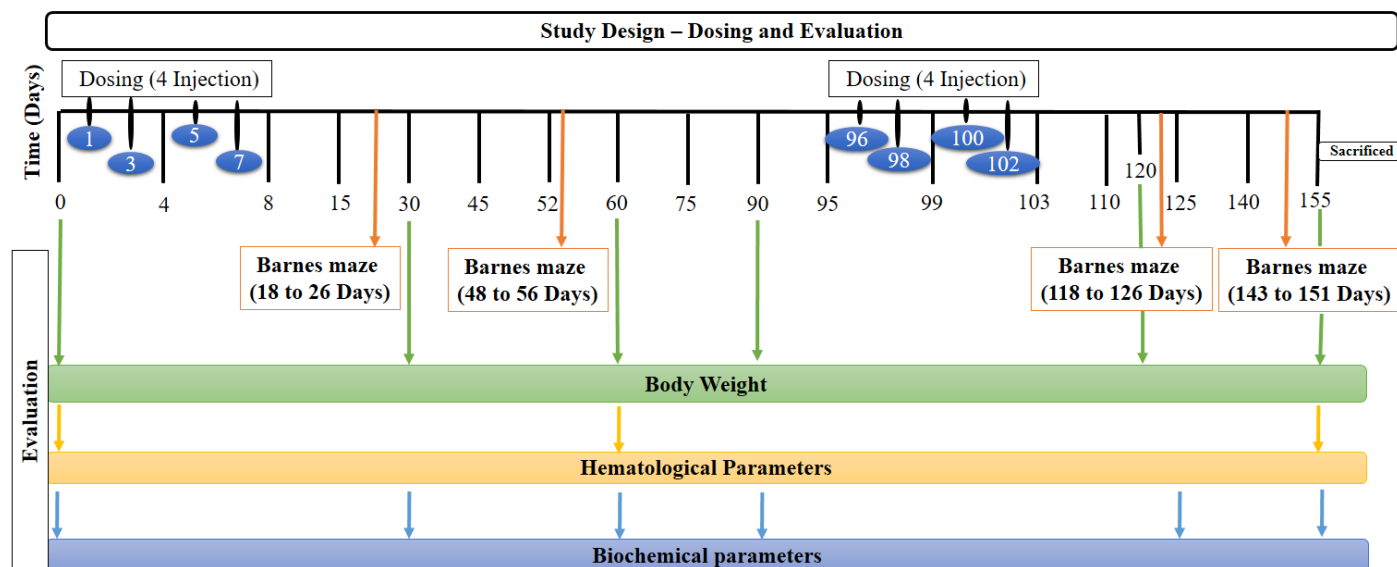 Study Design – Dosing and Evaluation
Time (Days)
Dosing (4 Injection)
Dosing (4 Injection)
1
3
5
7
96
98
100
102
Sacrificed
0
4
8
15
30
45
52
60
75
90
95
99
103
110
120
125
140
155
Barnes maze
(18 to 26 Days)
Barnes maze
(48 to 56 Days)
Barnes maze
(118 to 126 Days)
Barnes maze
(143 to 151 Days)
Evaluation
Body Weight
Hematological Parameters
Biochemical parameters